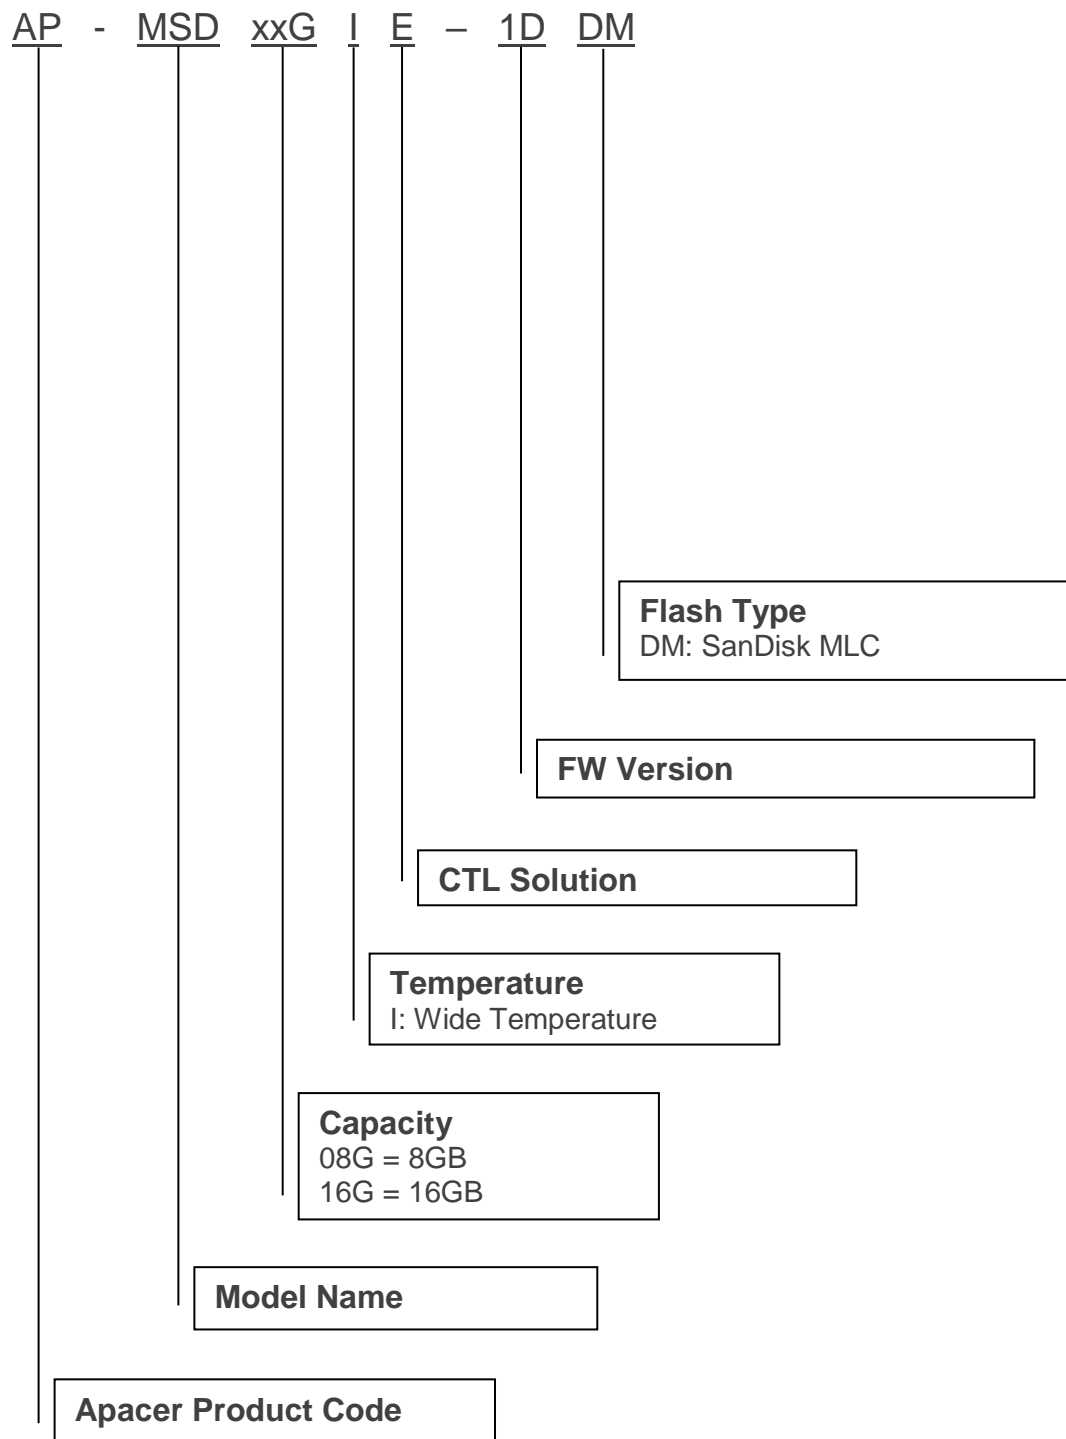 AP - MSD xxG I E – 1D DM
Flash Type
DM: SanDisk MLC
FW Version
CTL Solution
Temperature
I: Wide Temperature
Capacity
08G = 8GB
16G = 16GB
Model Name
Apacer Product Code